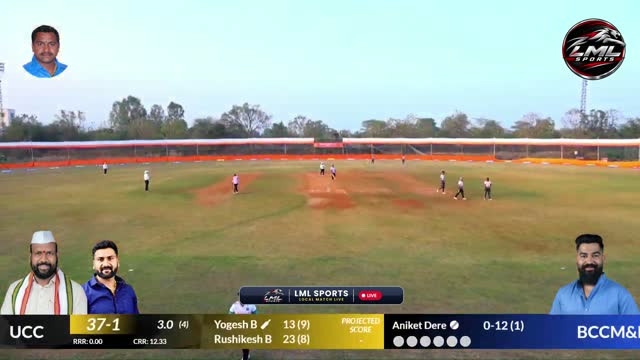 LML
SPORTS
LML SPORTS
LOCAL MATCH LIVE
LIVE
UCC
37-1
3.0 (4)
RRR: 0.00 CRR: 12.33
Yogesh B 13 (9)
Rushikesh B 23 (8)
PROJECTED
SCORE
-
Aniket Dere 0-12 (1)
BCCM&